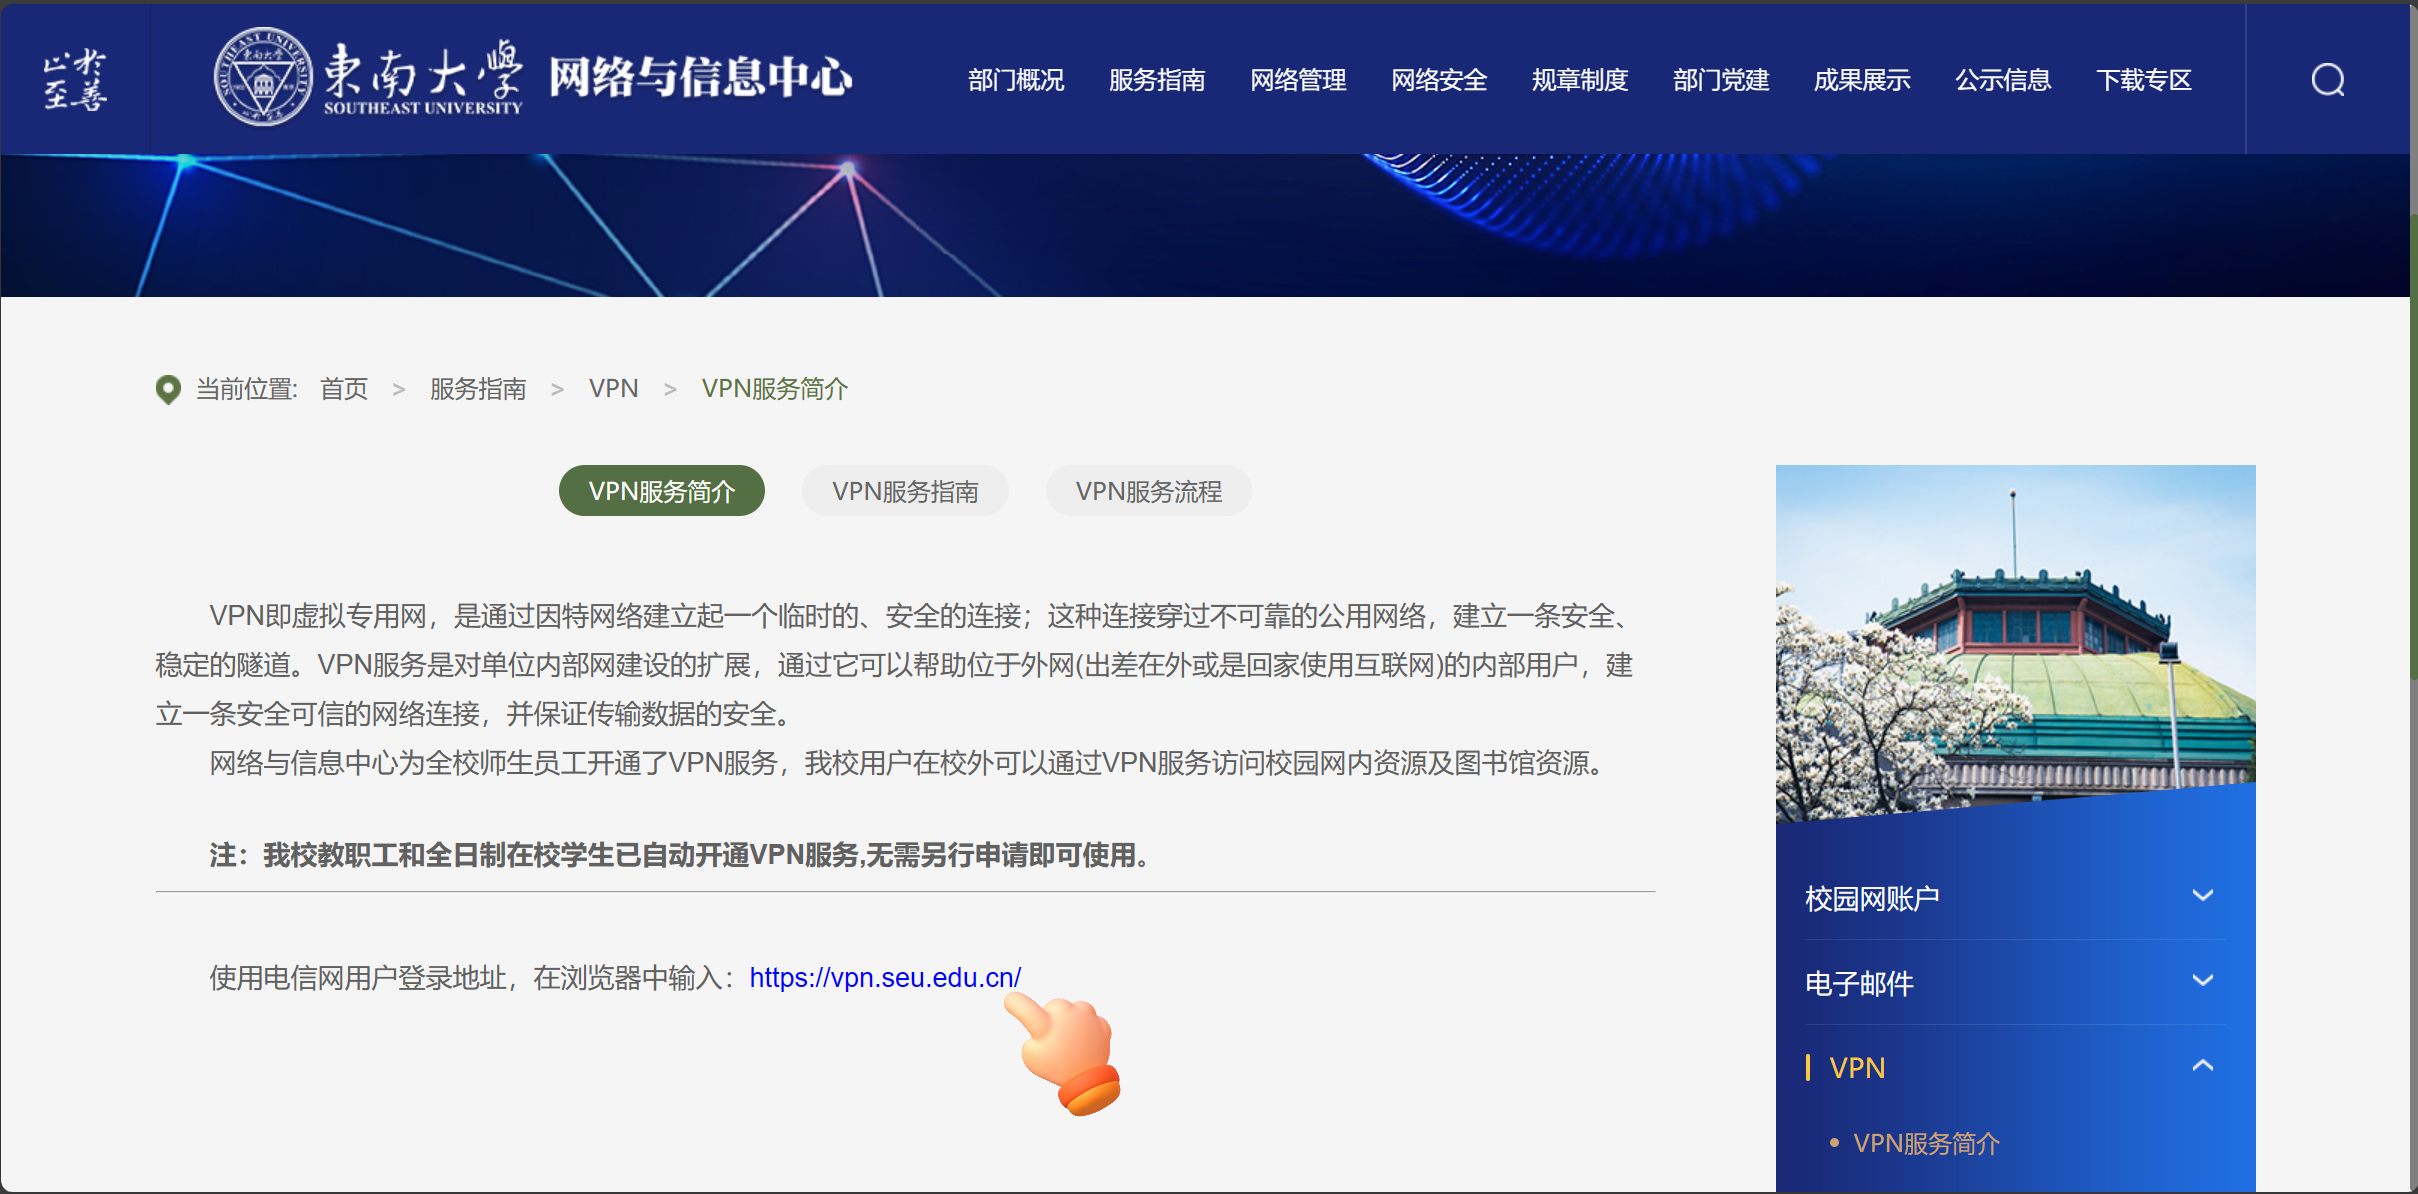 止於
至善
SOUTHEAST UNIVERSITY
東南大學
東南大學
SOUTHEAST UNIVERSITY
网络与信息中心
部门概况
服务指南
网络管理
网络安全
规章制度
部门党建
成果展示
公示信息
下载专区
当前位置: 首页 > 服务指南 > VPN > VPN服务简介
VPN服务简介
VPN服务指南
VPN服务流程
VPN即虚拟专用网，是通过因特网络建立起一个临时的、安全的连接；这种连接穿过不可靠的公用网络，建立一条安全、
稳定的隧道。VPN服务是对单位内部网建设的扩展，通过它可以帮助位于外网(出差在外或是回家使用互联网)的内部用户，建
立一条安全可信的网络连接，并保证传输数据的安全。
网络与信息中心为全校师生员工开通了VPN服务，我校用户在校外可以通过VPN服务访问校园网内资源及图书馆资源。
注：我校教职工和全日制在校学生已自动开通VPN服务,无需另行申请即可使用。
使用电信网用户登录地址，在浏览器中输入：https://vpn.seu.edu.cn/
校园网账户
电子邮件
VPN
VPN服务简介